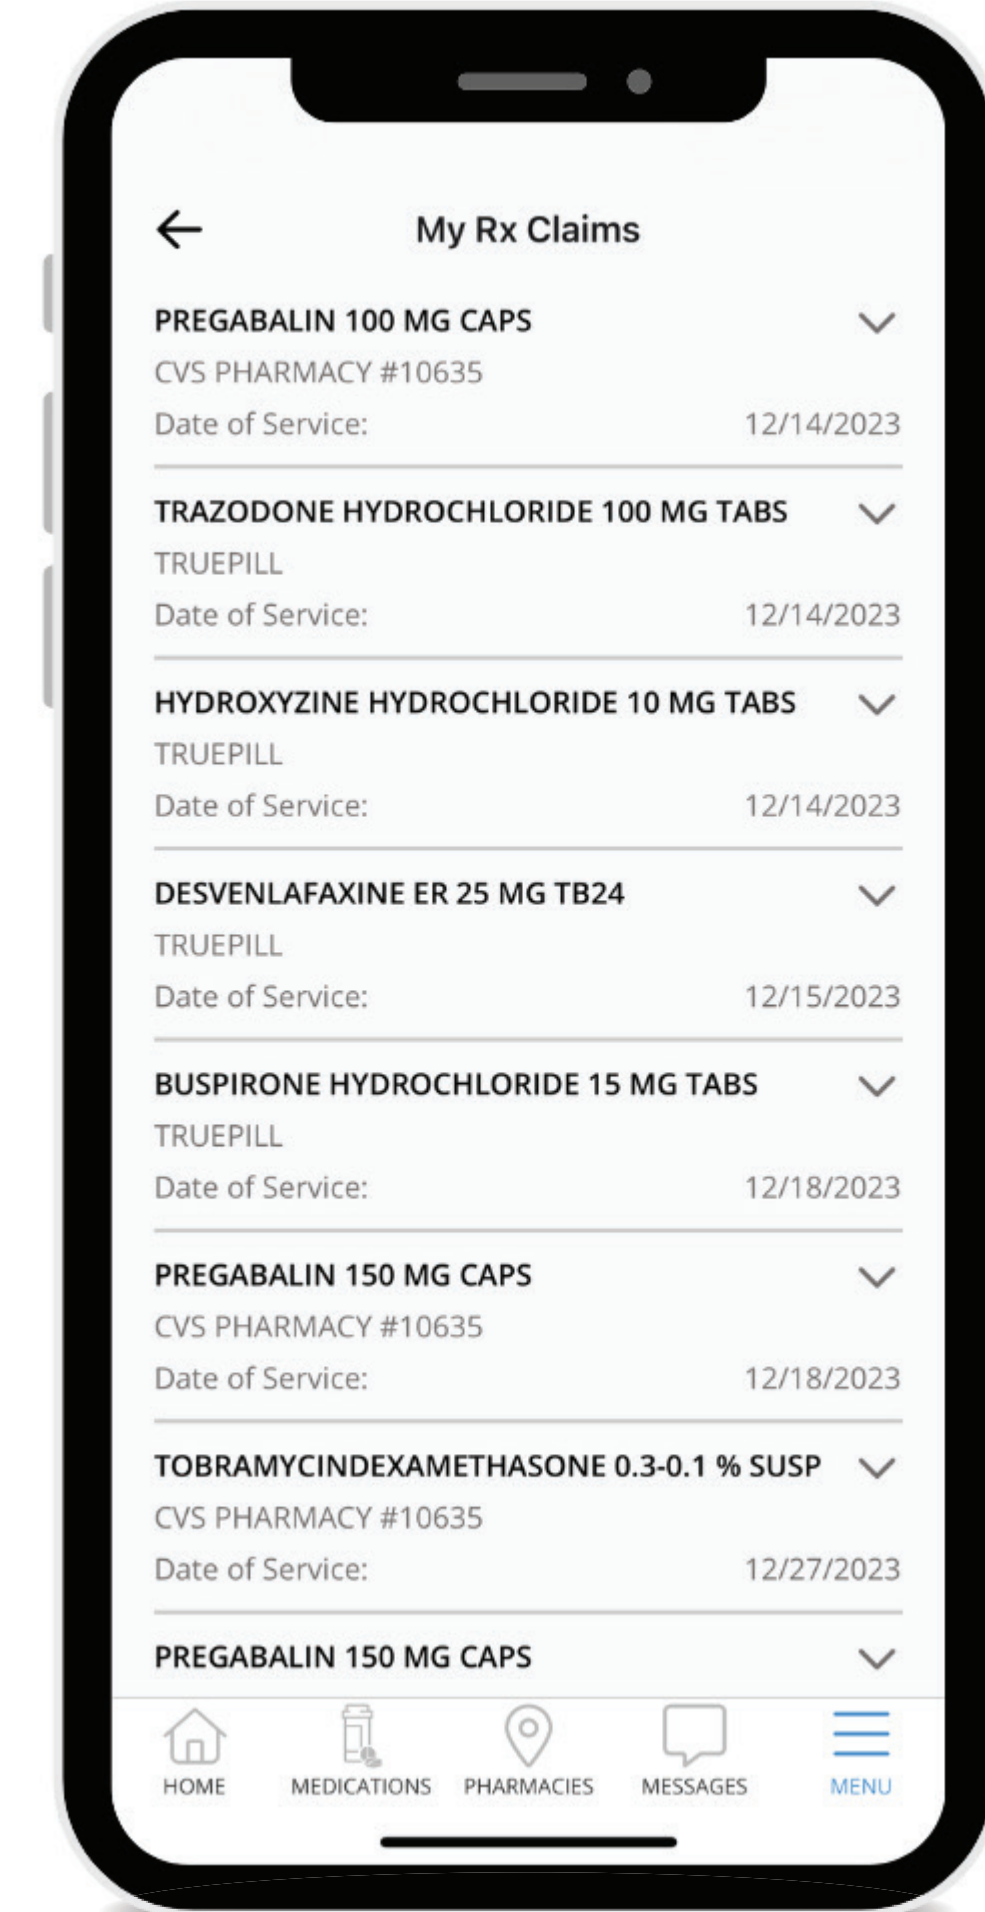 My Rx Claims
PREGABALIN 100 MG CAPS
CVS PHARMACY #10635
Date of Service: 12/14/2023
TRAZODONE HYDROCHLORIDE 100 MG TABS
TRUEPILL
Date of Service: 12/14/2023
HYDROXYZINE HYDROCHLORIDE 10 MG TABS
TRUEPILL
Date of Service: 12/14/2023
DESVENLAFAXINE ER 25 MG TB24
TRUEPILL
Date of Service: 12/15/2023
BUSPIRONE HYDROCHLORIDE 15 MG TABS
TRUEPILL
Date of Service: 12/18/2023
PREGABALIN 150 MG CAPS
CVS PHARMACY #10635
Date of Service: 12/18/2023
TOBRAMYCINDEXAMETHASONE 0.3-0.1 % SUSP
CVS PHARMACY #10635
Date of Service: 12/27/2023
PREGABALIN 150 MG CAPS
HOME MEDICATIONS PHARMACIES MESSAGES MENU